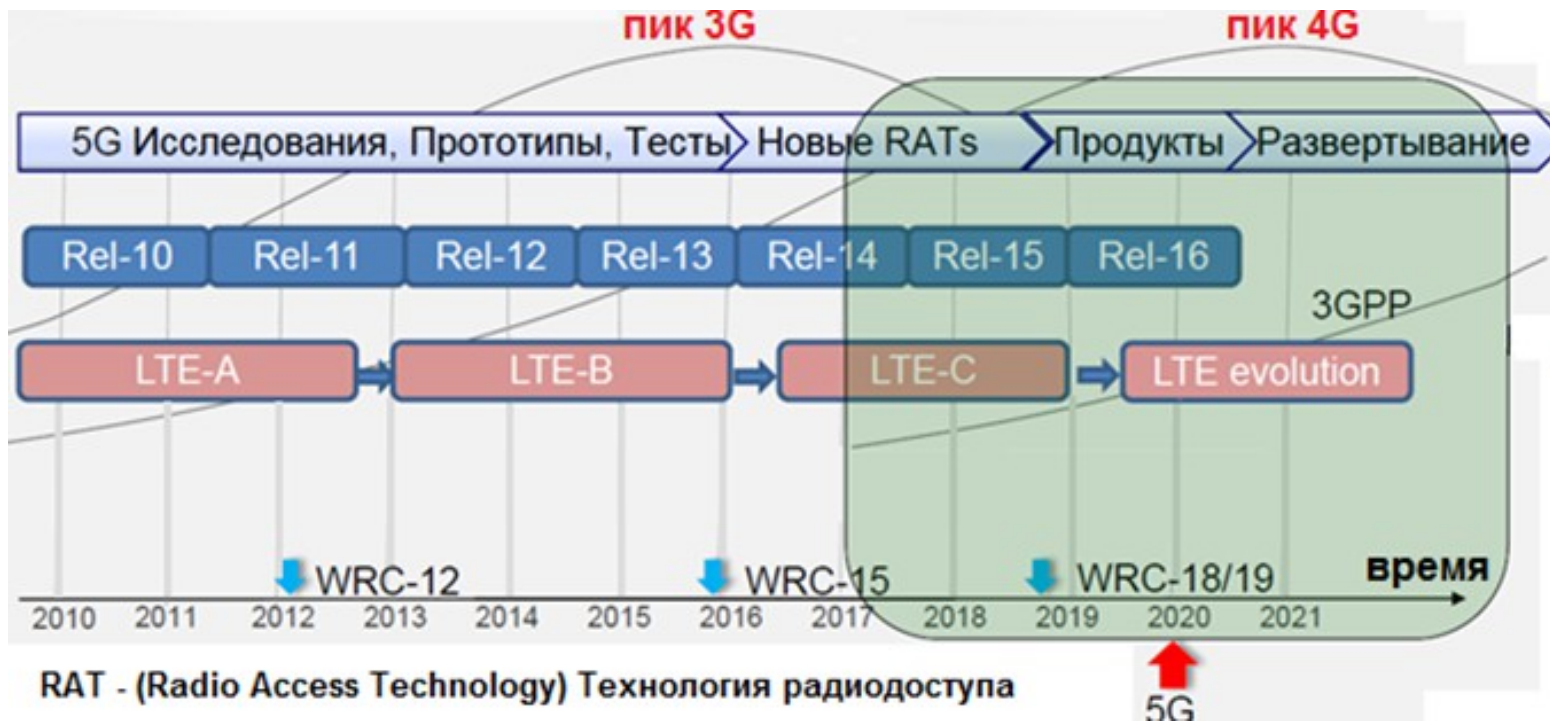 пик 3G пик 4G
5G Исследования, Прототипы, Тесты Новые RATs Продукты Развертывание
Rel-10 Rel-11 Rel-12 Rel-13 Rel-14 Rel-15 Rel-16
3GPP
LTE-A LTE-B LTE-C LTE evolution
WRC-12 WRC-15 WRC-18/19 время
2010 2011 2012 2013 2014 2015 2016 2017 2018 2019 2020 2021
RAT - (Radio Access Technology) Технология радиодоступа
5G